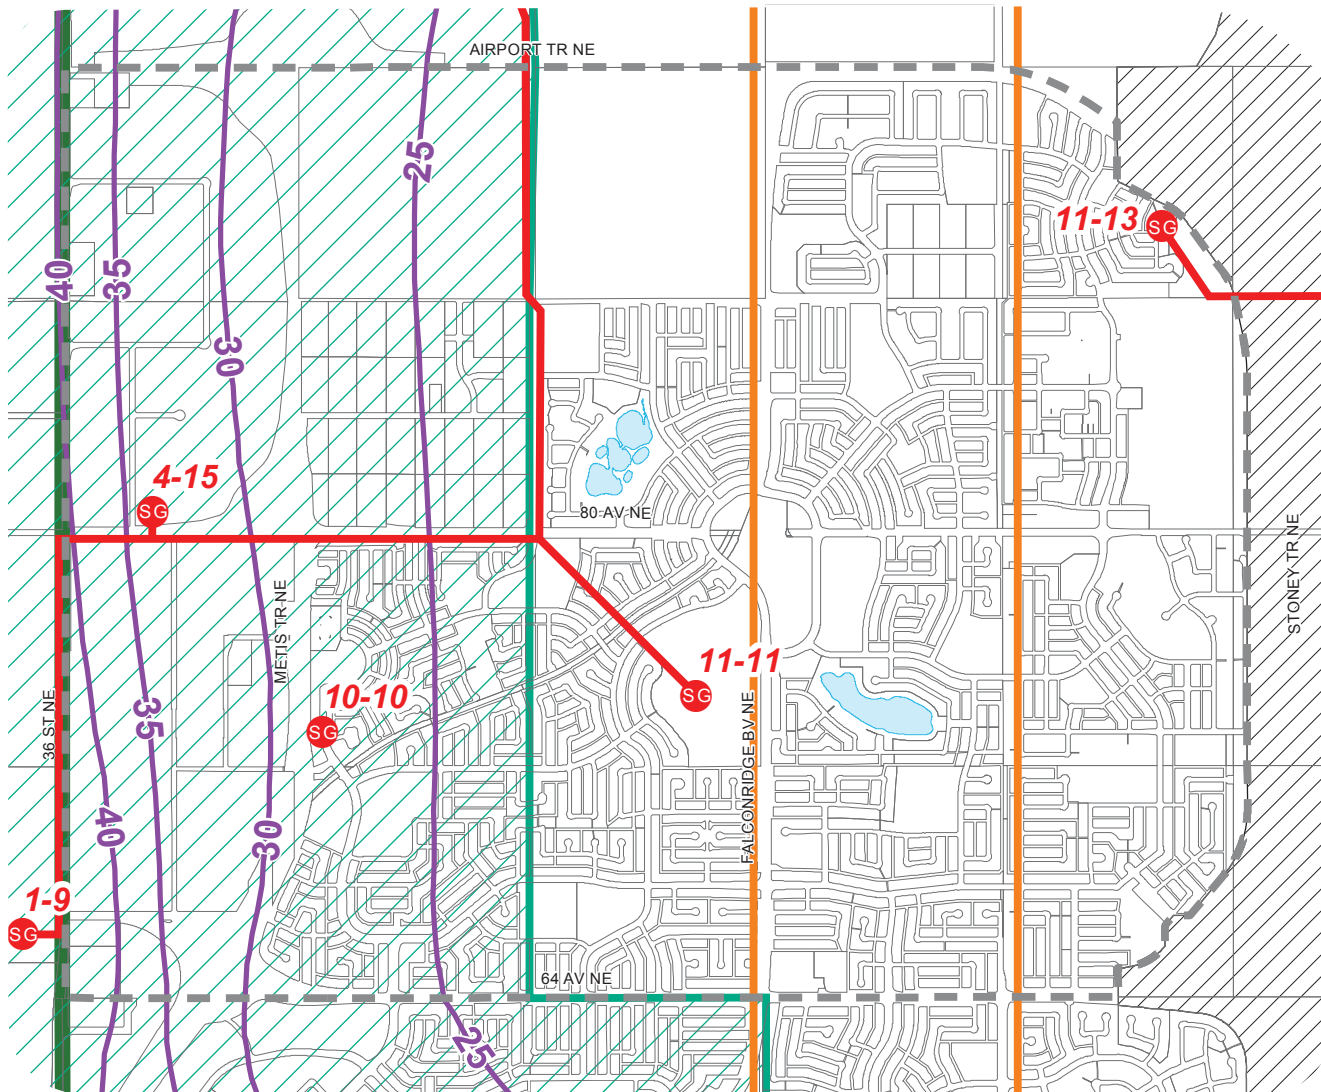 AIRPORT TR NE
25
11-13
SG
40
35
30
4-15
SG
80 AV NE
STONEY TR NE
METIS TR NE
11-11
SG
10-10
SG
36 ST NE
35
FALCONRIDGE BV NE
40
30
1-9
SG
64 AV NE
25